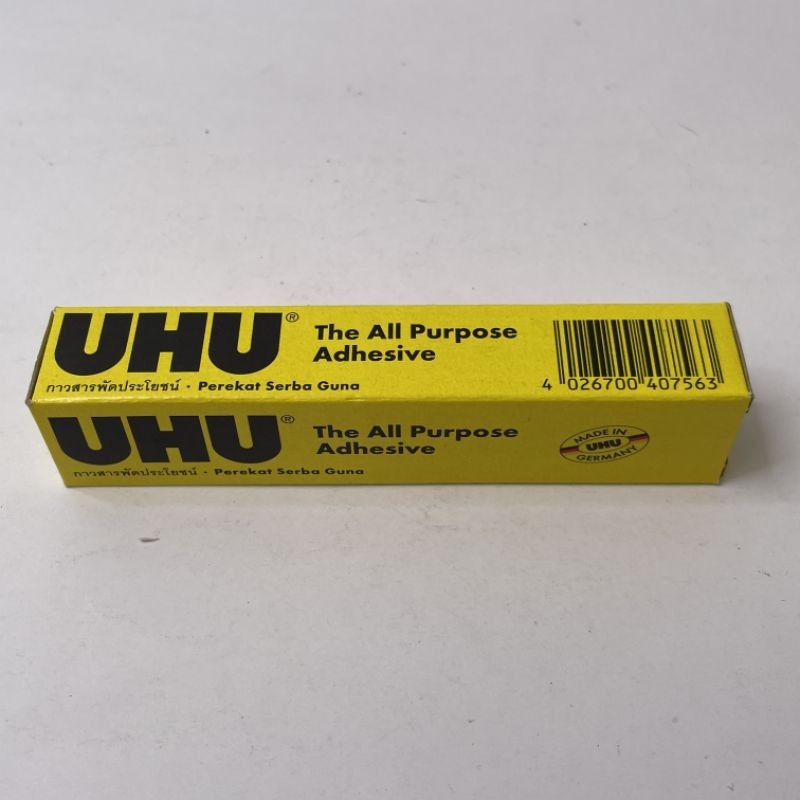 UHU®
The All Purpose
Adhesive
กาวสารพัดประโยชน์ · Perekat Serba Guna
4 026700 407563
UHU®
The All Purpose
Adhesive
กาวสารพัดประโยชน์ · Perekat Serba Guna
MADE IN
UHU
GERMANY